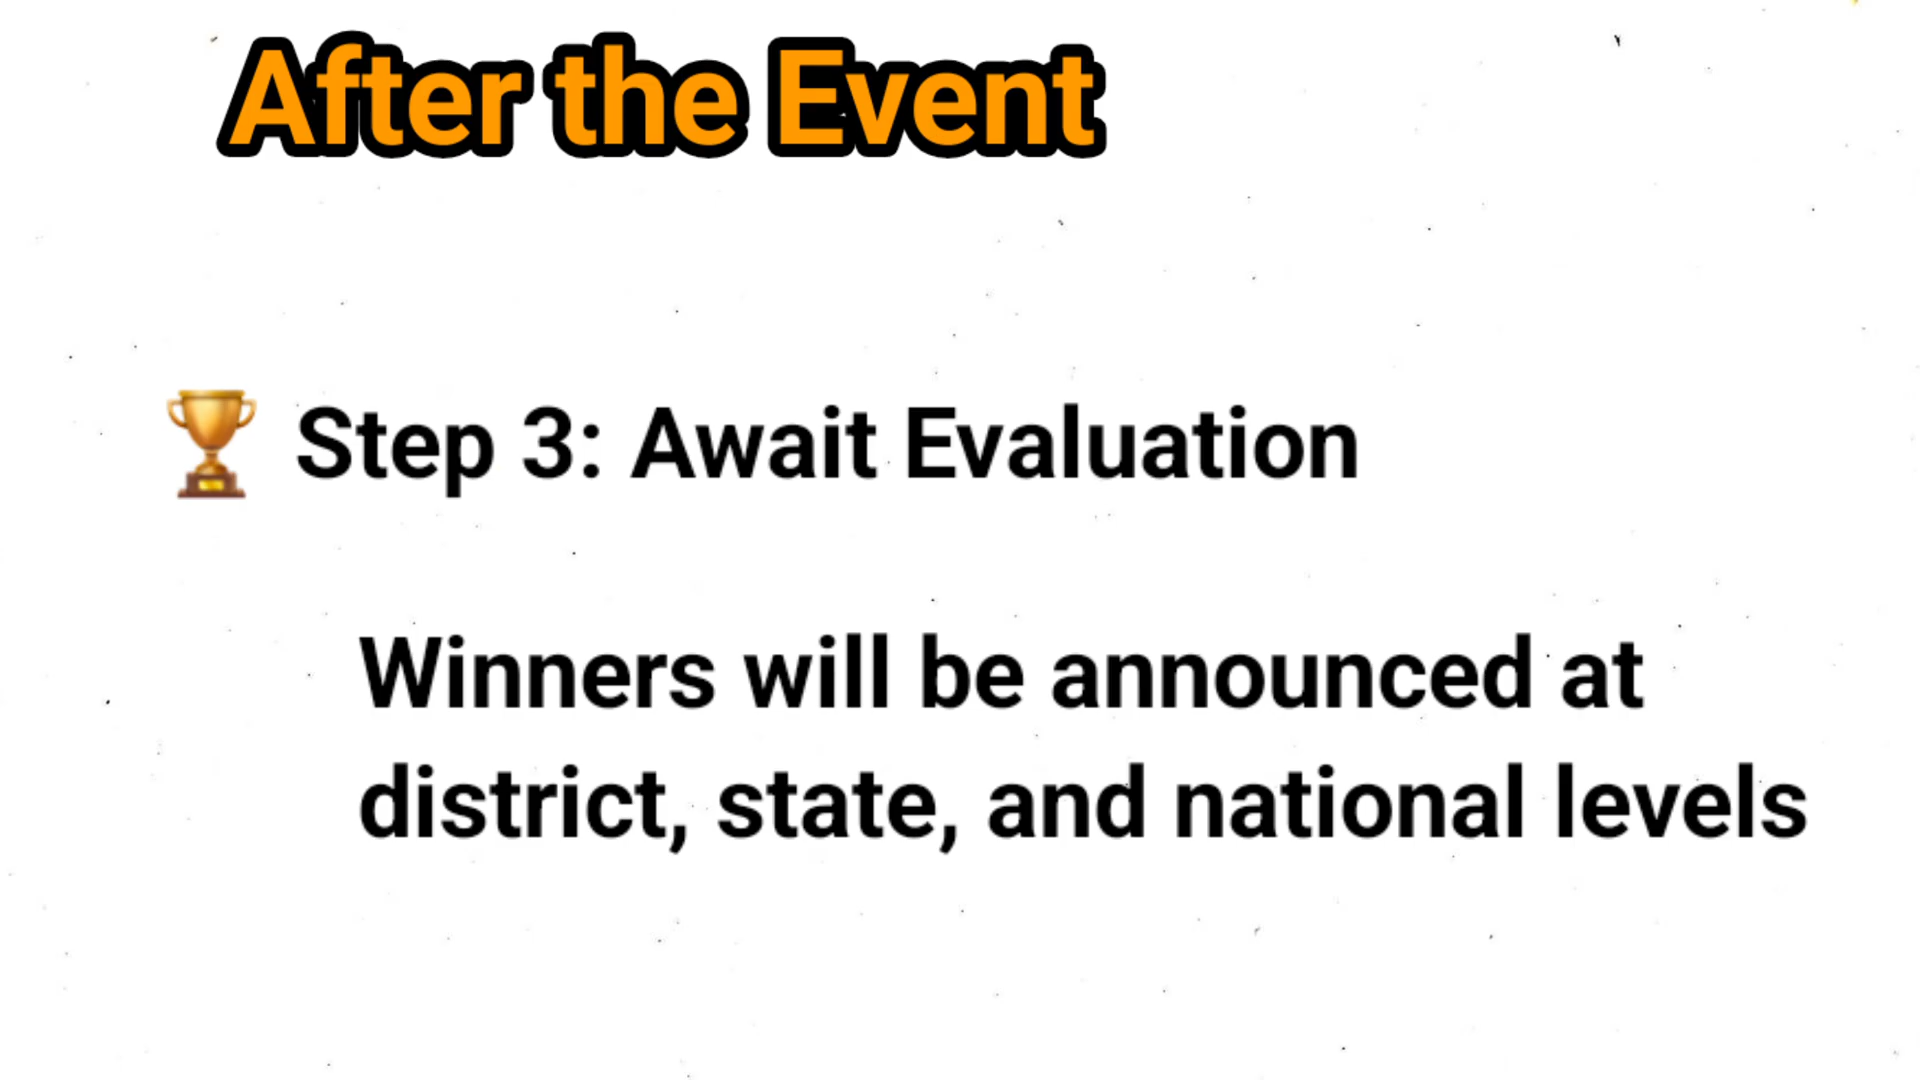 After the Event
🏆 Step 3: Await Evaluation
Winners will be announced at
district, state, and national levels